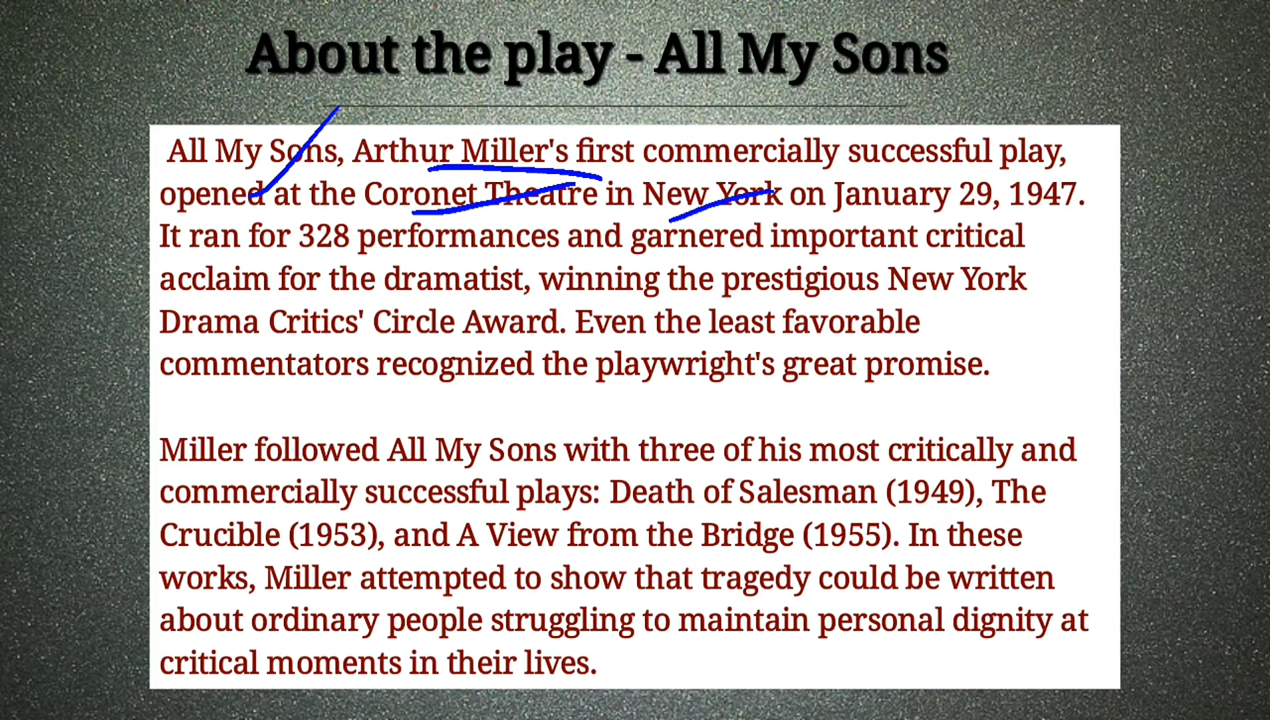 About the play - All My Sons
All My Sons, Arthur Miller's first commercially successful play,
opened at the Coronet Theatre in New York on January 29, 1947.
It ran for 328 performances and garnered important critical
acclaim for the dramatist, winning the prestigious New York
Drama Critics' Circle Award. Even the least favorable
commentators recognized the playwright's great promise.
Miller followed All My Sons with three of his most critically and
commercially successful plays: Death of Salesman (1949), The
Crucible (1953), and A View from the Bridge (1955). In these
works, Miller attempted to show that tragedy could be written
about ordinary people struggling to maintain personal dignity at
critical moments in their lives.